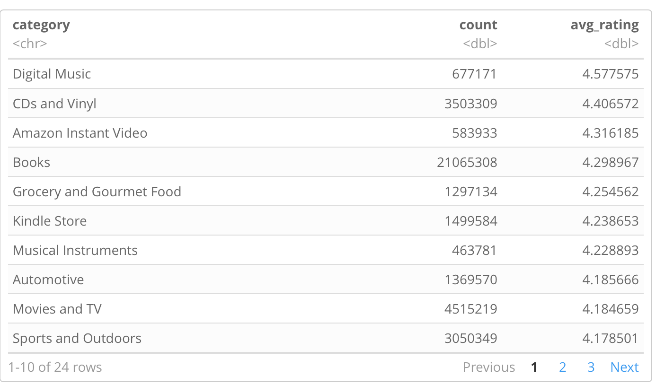 category count avg_rating
<chr> <dbl> <dbl>
Digital Music 677171 4.577575
CDs and Vinyl 3503309 4.406572
Amazon Instant Video 583933 4.316185
Books 21065308 4.298967
Grocery and Gourmet Food 1297134 4.254562
Kindle Store 1499584 4.238653
Musical Instruments 463781 4.228893
Automotive 1369570 4.185666
Movies and TV 4515219 4.184659
Sports and Outdoors 3050349 4.178501
1-10 of 24 rows Previous 1 2 3 Next